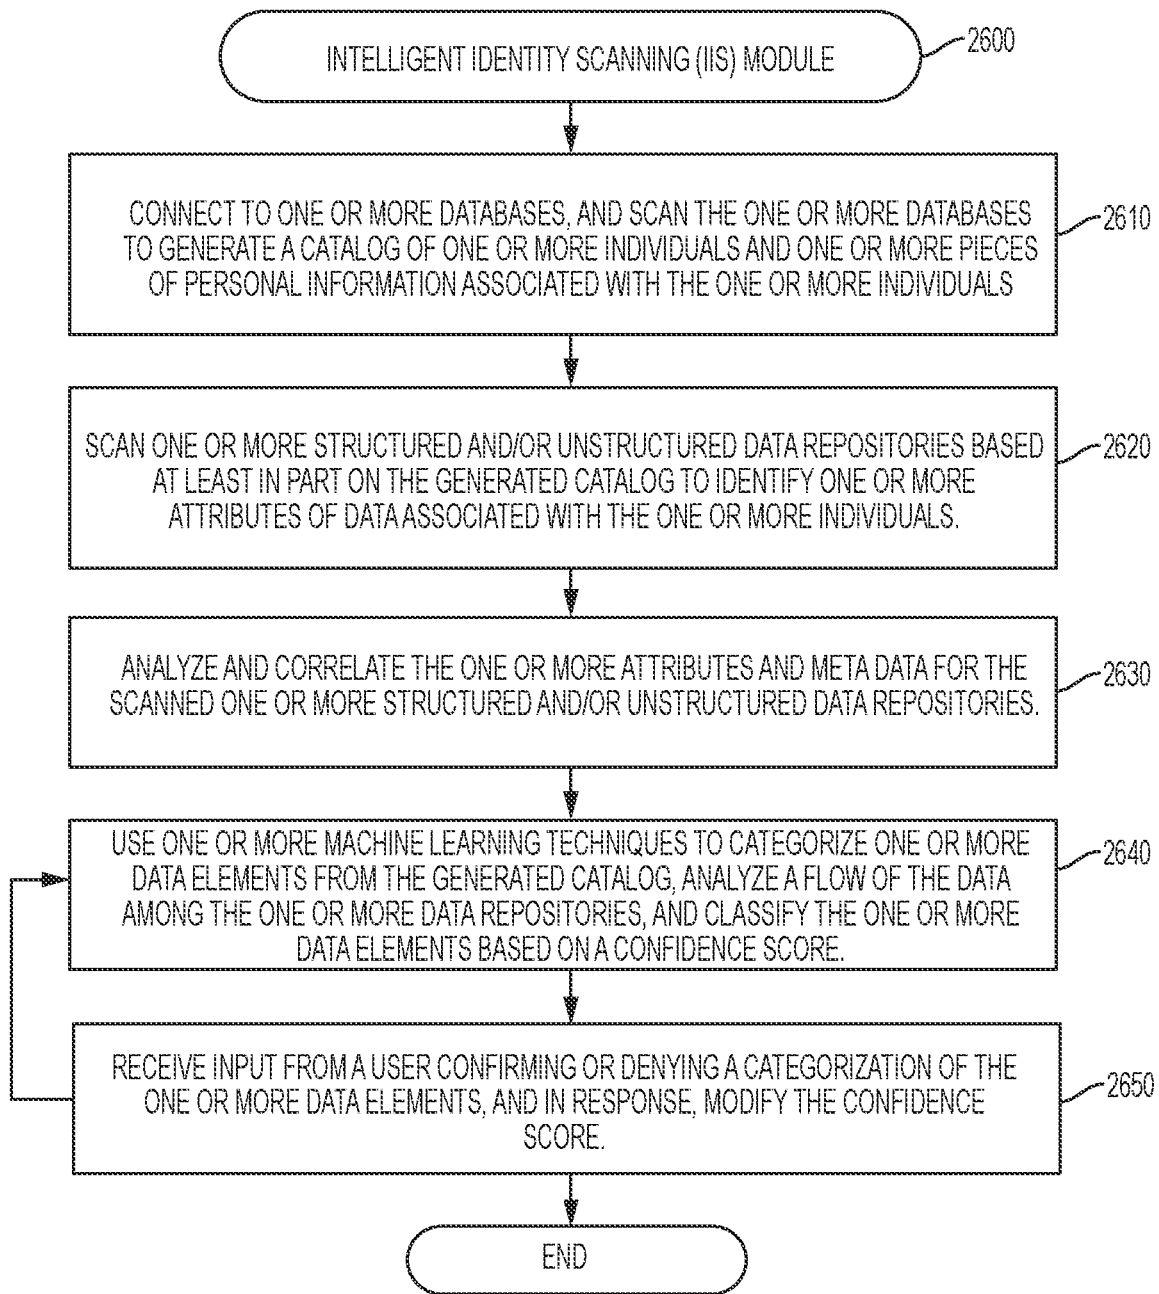 INTELLIGENT IDENTITY SCANNING (IIS) MODULE
2600
CONNECT TO ONE OR MORE DATABASES, AND SCAN THE ONE OR MORE DATABASES
TO GENERATE A CATALOG OF ONE OR MORE INDIVIDUALS AND ONE OR MORE PIECES
OF PERSONAL INFORMATION ASSOCIATED WITH THE ONE OR MORE INDIVIDUALS
2610
SCAN ONE OR MORE STRUCTURED AND/OR UNSTRUCTURED DATA REPOSITORIES BASED
AT LEAST IN PART ON THE GENERATED CATALOG TO IDENTIFY ONE OR MORE
ATTRIBUTES OF DATA ASSOCIATED WITH THE ONE OR MORE INDIVIDUALS.
2620
ANALYZE AND CORRELATE THE ONE OR MORE ATTRIBUTES AND META DATA FOR THE
SCANNED ONE OR MORE STRUCTURED AND/OR UNSTRUCTURED DATA REPOSITORIES.
2630
USE ONE OR MORE MACHINE LEARNING TECHNIQUES TO CATEGORIZE ONE OR MORE
DATA ELEMENTS FROM THE GENERATED CATALOG, ANALYZE A FLOW OF THE DATA
AMONG THE ONE OR MORE DATA REPOSITORIES, AND CLASSIFY THE ONE OR MORE
DATA ELEMENTS BASED ON A CONFIDENCE SCORE.
2640
RECEIVE INPUT FROM A USER CONFIRMING OR DENYING A CATEGORIZATION OF THE
ONE OR MORE DATA ELEMENTS, AND IN RESPONSE, MODIFY THE CONFIDENCE
SCORE.
2650
END